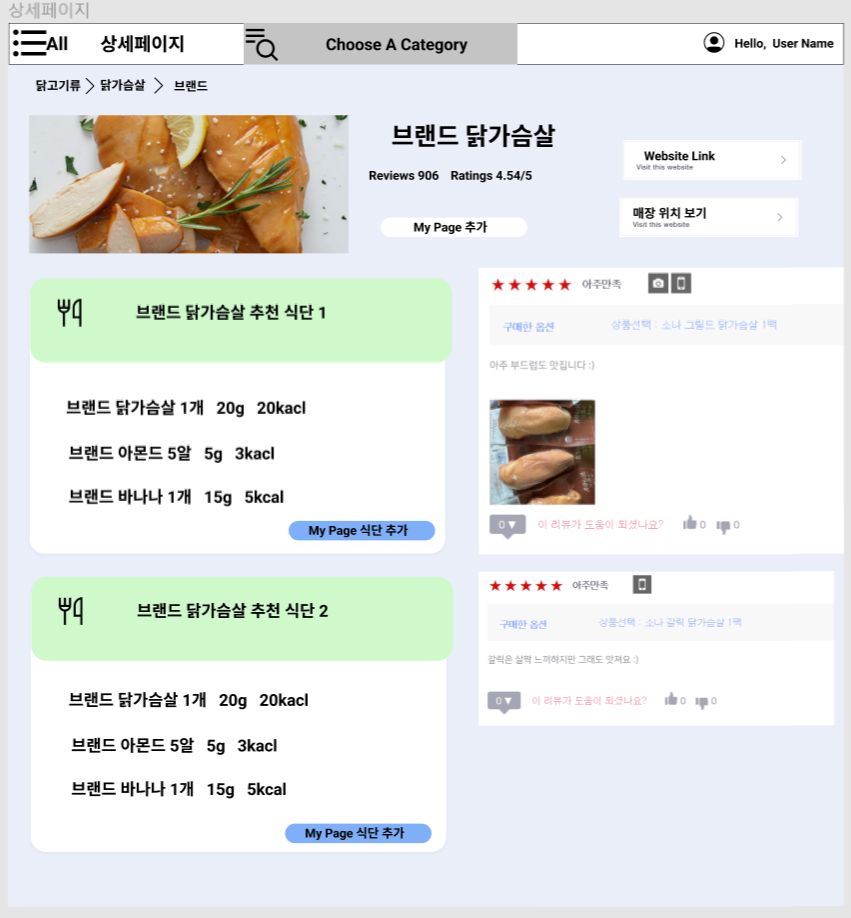 상세페이지
All 상세페이지 Choose A Category Hello, User Name
닭고기류 > 닭가슴살 > 브랜드
브랜드 닭가슴살
Reviews 906 Ratings 4.54/5
My Page 추가
Website Link
Visit this website
매장 위치 보기
Visit this website
브랜드 닭가슴살 추천 식단 1
브랜드 닭가슴살 1개 20g 20kacl
브랜드 아몬드 5알 5g 3kacl
브랜드 바나나 1개 15g 5kcal
My Page 식단 추가
★★★★★ 아주만족
구매한 옵션 상품선택 : 소나 그릴드 닭가슴살 1팩
아주 부드럽도 맛집니다 :)
0 ▼ 이 리뷰가 도움이 되셨나요? 0 0
브랜드 닭가슴살 추천 식단 2
브랜드 닭가슴살 1개 20g 20kacl
브랜드 아몬드 5알 5g 3kacl
브랜드 바나나 1개 15g 5kcal
My Page 식단 추가
★★★★★ 아주만족
구매한 옵션 상품선택 : 소나 갈릭 닭가슴살 1팩
갈릭은 살짝 느끼하지만 그래도 맛져요 :)
0 ▼ 이 리뷰가 도움이 되셨나요? 0 0